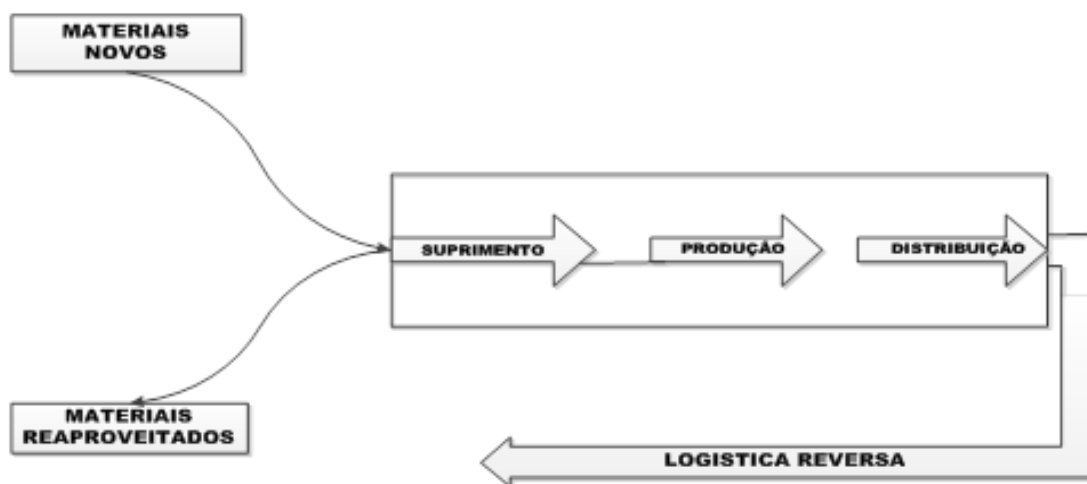 MATERIAIS
NOVOS
SUPRIMENTO
PRODUÇÃO
DISTRIBUIÇÃO
MATERIAIS
REAPROVEITADOS
LOGISTICA REVERSA